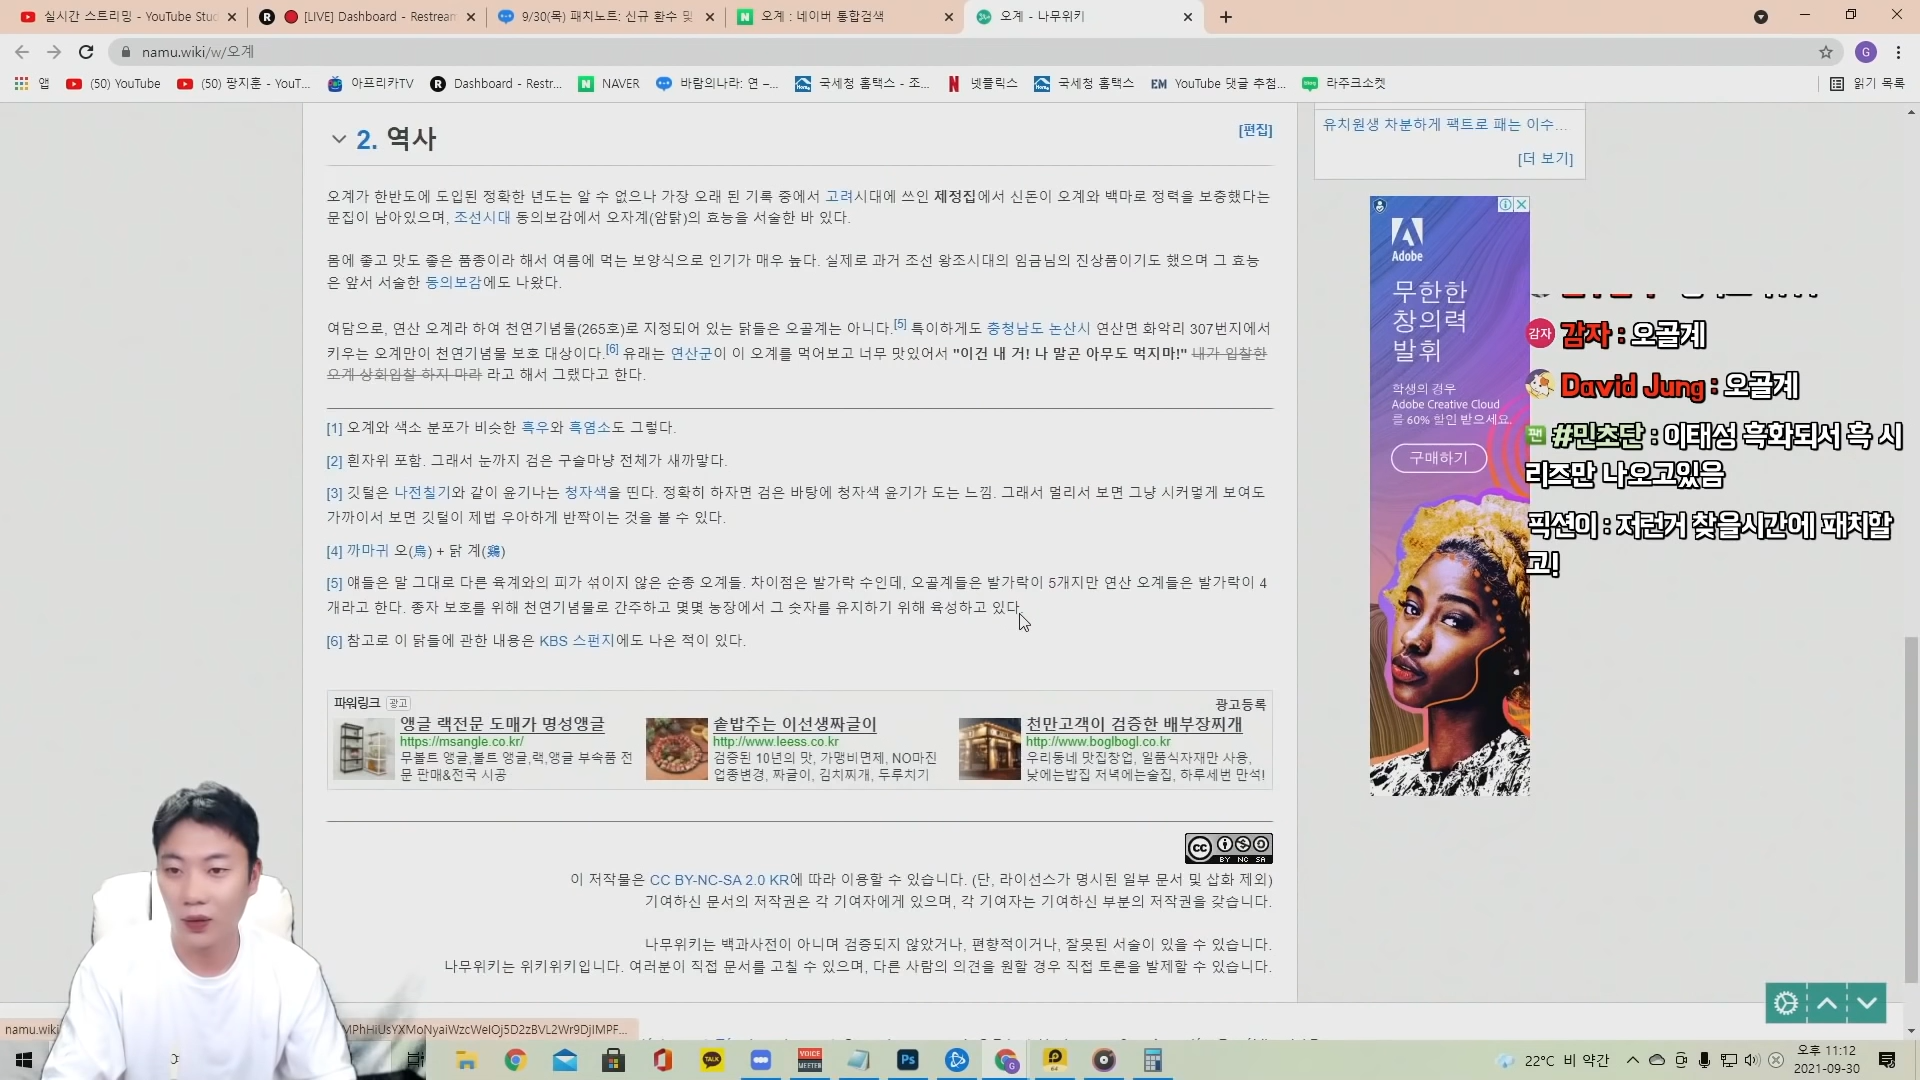 실시간 스트리밍 - YouTube Stu
[LIVE] Dashboard - Restream
9/30(목) 패치노트: 신규 환수 및
오계 : 네이버 통합검색
오계 - 나무위키
namu.wiki/w/오계
앱
(50) YouTube
(50) 팡지훈 - YouT...
아프리카TV
Dashboard - Restr...
NAVER
바람의나라: 연 –...
국세청 홈택스 - 조...
넷플릭스
국세청 홈택스
YouTube 댓글 추첨...
라주크소켓
읽기 목록
2. 역사
[편집]
오계가 한반도에 도입된 정확한 년도는 알 수 없으나 가장 오래 된 기록 중에서 고려시대에 쓰인 제정집에서 신돈이 오계와 백마로 정력을 보충했다는
문집이 남아있으며, 조선시대 동의보감에서 오자계(암탉)의 효능을 서술한 바 있다.
몸에 좋고 맛도 좋은 품종이라 해서 여름에 먹는 보양식으로 인기가 매우 높다. 실제로 과거 조선 왕조시대의 임금님의 진상품이기도 했으며 그 효능
은 앞서 서술한 동의보감에도 나왔다.
여담으로, 연산 오계라 하여 천연기념물(265호)로 지정되어 있는 닭들은 오골계는 아니다.[5] 특이하게도 충청남도 논산시 연산면 화악리 307번지에서
키우는 오계만이 천연기념물 보호 대상이다.[6] 유래는 연산군이 이 오계를 먹어보고 너무 맛있어서 "이건 내 거! 나 말곤 아무도 먹지마!" 내가 입찰한
오계 상회입찰 하지 마라 라고 해서 그랬다고 한다.
[1] 오계와 색소 분포가 비슷한 흑우와 흑염소도 그렇다.
[2] 흰자위 포함. 그래서 눈까지 검은 구슬마냥 전체가 새까맣다.
[3] 깃털은 나전칠기와 같이 윤기나는 청자색을 띤다. 정확히 하자면 검은 바탕에 청자색 윤기가 도는 느낌. 그래서 멀리서 보면 그냥 시커멓게 보여도
가까이서 보면 깃털이 제법 우아하게 반짝이는 것을 볼 수 있다.
[4] 까마귀 오(烏) + 닭 계(鷄)
[5] 얘들은 말 그대로 다른 육계와의 피가 섞이지 않은 순종 오계들. 차이점은 발가락 수인데, 오골계들은 발가락이 5개지만 연산 오계들은 발가락이 4
개라고 한다. 종자 보호를 위해 천연기념물로 간주하고 몇몇 농장에서 그 숫자를 유지하기 위해 육성하고 있다.
[6] 참고로 이 닭들에 관한 내용은 KBS 스펀지에도 나온 적이 있다.
파워링크 광고
광고등록
앵글 랙전문 도매가 명성앵글
https://msangle.co.kr/
무볼트 앵글,볼트 앵글,랙,앵글 부속품 전
문 판매&전국 시공
솥밥주는 이선생짜글이
http://www.leess.co.kr
검증된 10년의 맛, 가맹비면제, NO마진
업종변경, 짜글이, 김치찌개, 두루치기
천만고객이 검증한 배부장찌개
http://www.boglbogl.co.kr
우리동네 맛집창업, 일품식자재만 사용,
낮에는밥집 저녁에는술집, 하루세번 만석!
cc BY NC SA
이 저작물은 CC BY-NC-SA 2.0 KR에 따라 이용할 수 있습니다. (단, 라이선스가 명시된 일부 문서 및 삽화 제외)
기여하신 문서의 저작권은 각 기여자에게 있으며, 각 기여자는 기여하신 부분의 저작권을 갖습니다.
나무위키는 백과사전이 아니며 검증되지 않았거나, 편향적이거나, 잘못된 서술이 있을 수 있습니다.
나무위키는 위키위키입니다. 여러분이 직접 문서를 고칠 수 있으며, 다른 사람의 의견을 원할 경우 직접 토론을 발제할 수 있습니다.
유치원생 차분하게 팩트로 패는 이수...
[더 보기]
Adobe
무한한
창의력
발휘
학생의 경우
Adobe Creative Cloud
를 60% 할인 받으세요.
구매하기
감자 감자 : 오골계
David Jung : 오골계
팬 #민초단 : 이태성 흑화되서 흑 시
리즈만 나오고있음
픽션이 : 저런거 찾을시간에 패치할
고!
namu.wiki
22°C 비 약간
오후 11:12
2021-09-30